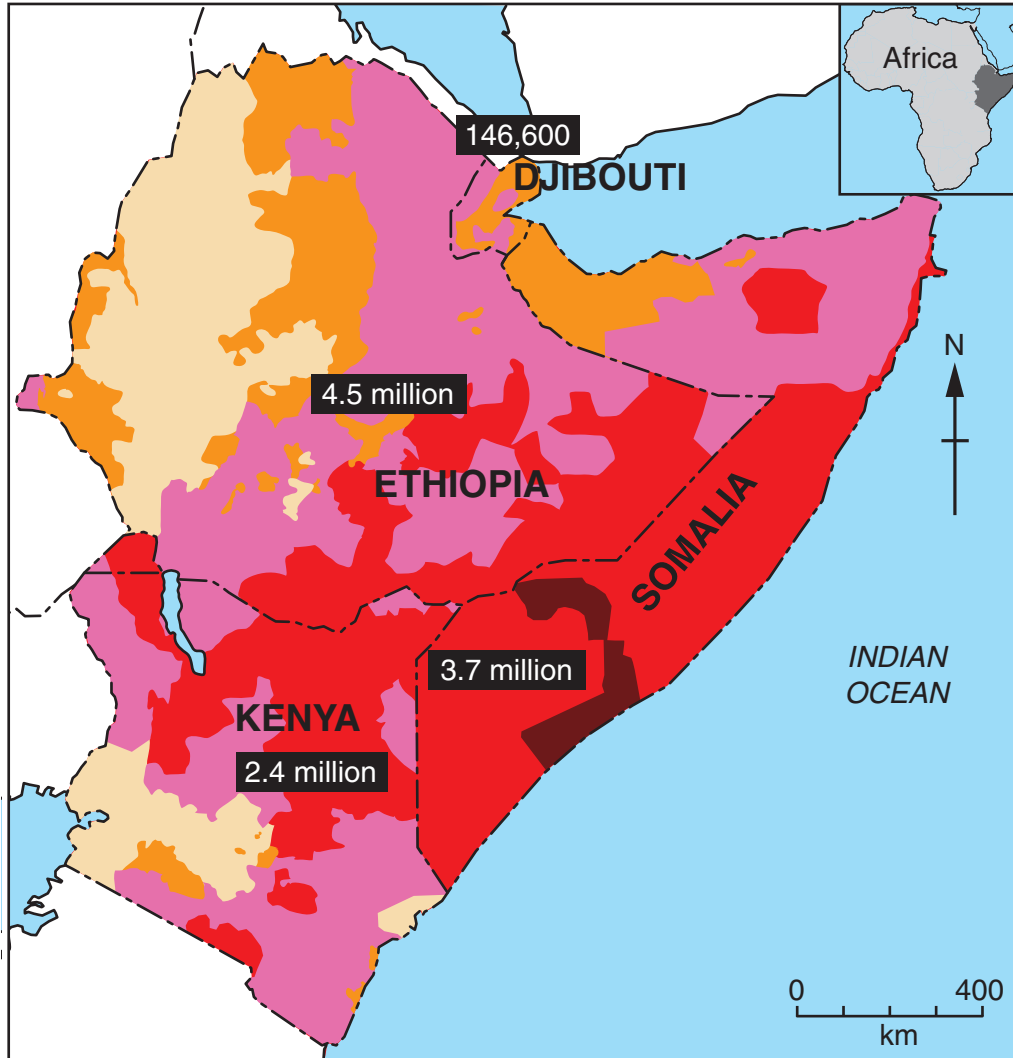 Africa
146,600
DJIBOUTI
N
4.5 million
ETHIOPIA
SOMALIA
3.7 million
INDIAN
OCEAN
KENYA
2.4 million
0 400
km